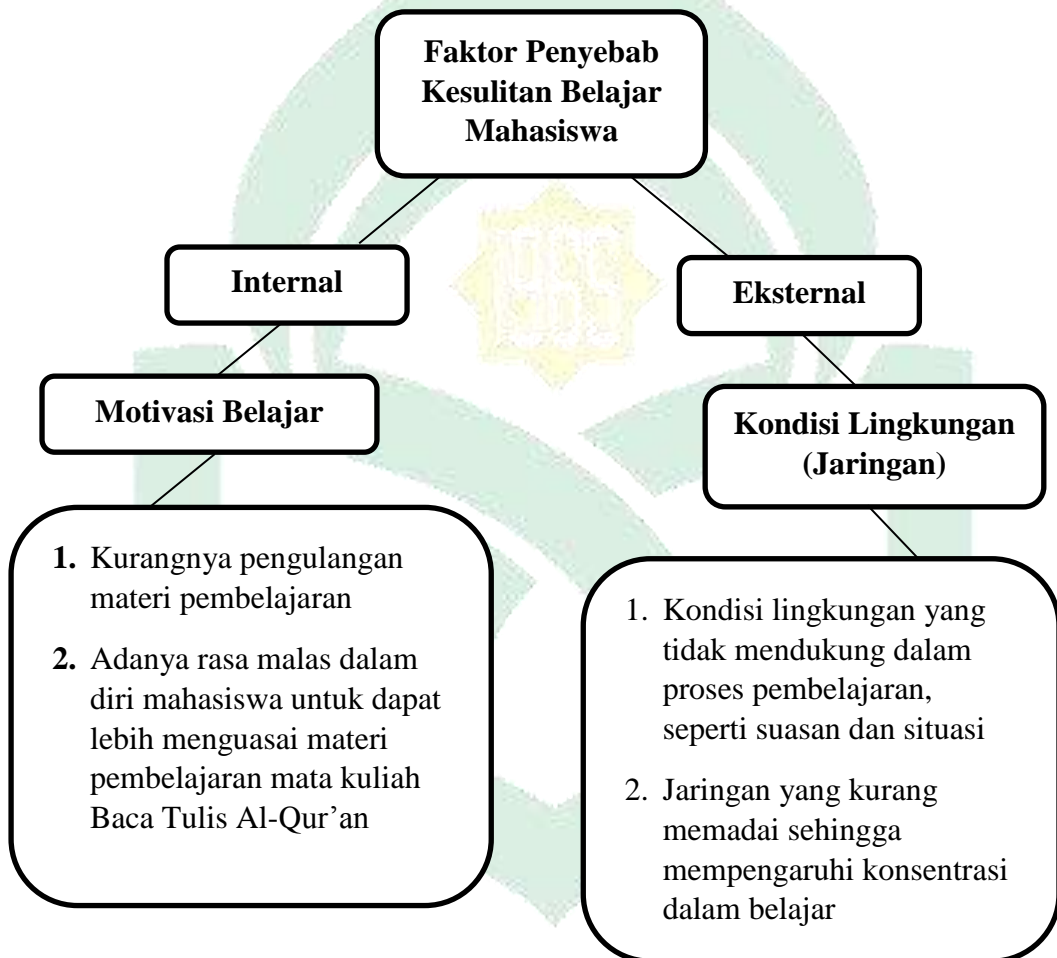 Faktor Penyebab
Kesulitan Belajar
Mahasiswa
Internal
Eksternal
Motivasi Belajar
Kondisi Lingkungan
(Jaringan)
1. Kurangnya pengulangan
materi pembelajaran
2. Adanya rasa malas dalam
diri mahasiswa untuk dapat
lebih menguasai materi
pembelajaran mata kuliah
Baca Tulis Al-Qur’an
1. Kondisi lingkungan yang
tidak mendukung dalam
proses pembelajaran,
seperti suasan dan situasi
2. Jaringan yang kurang
memadai sehingga
mempengaruhi konsentrasi
dalam belajar